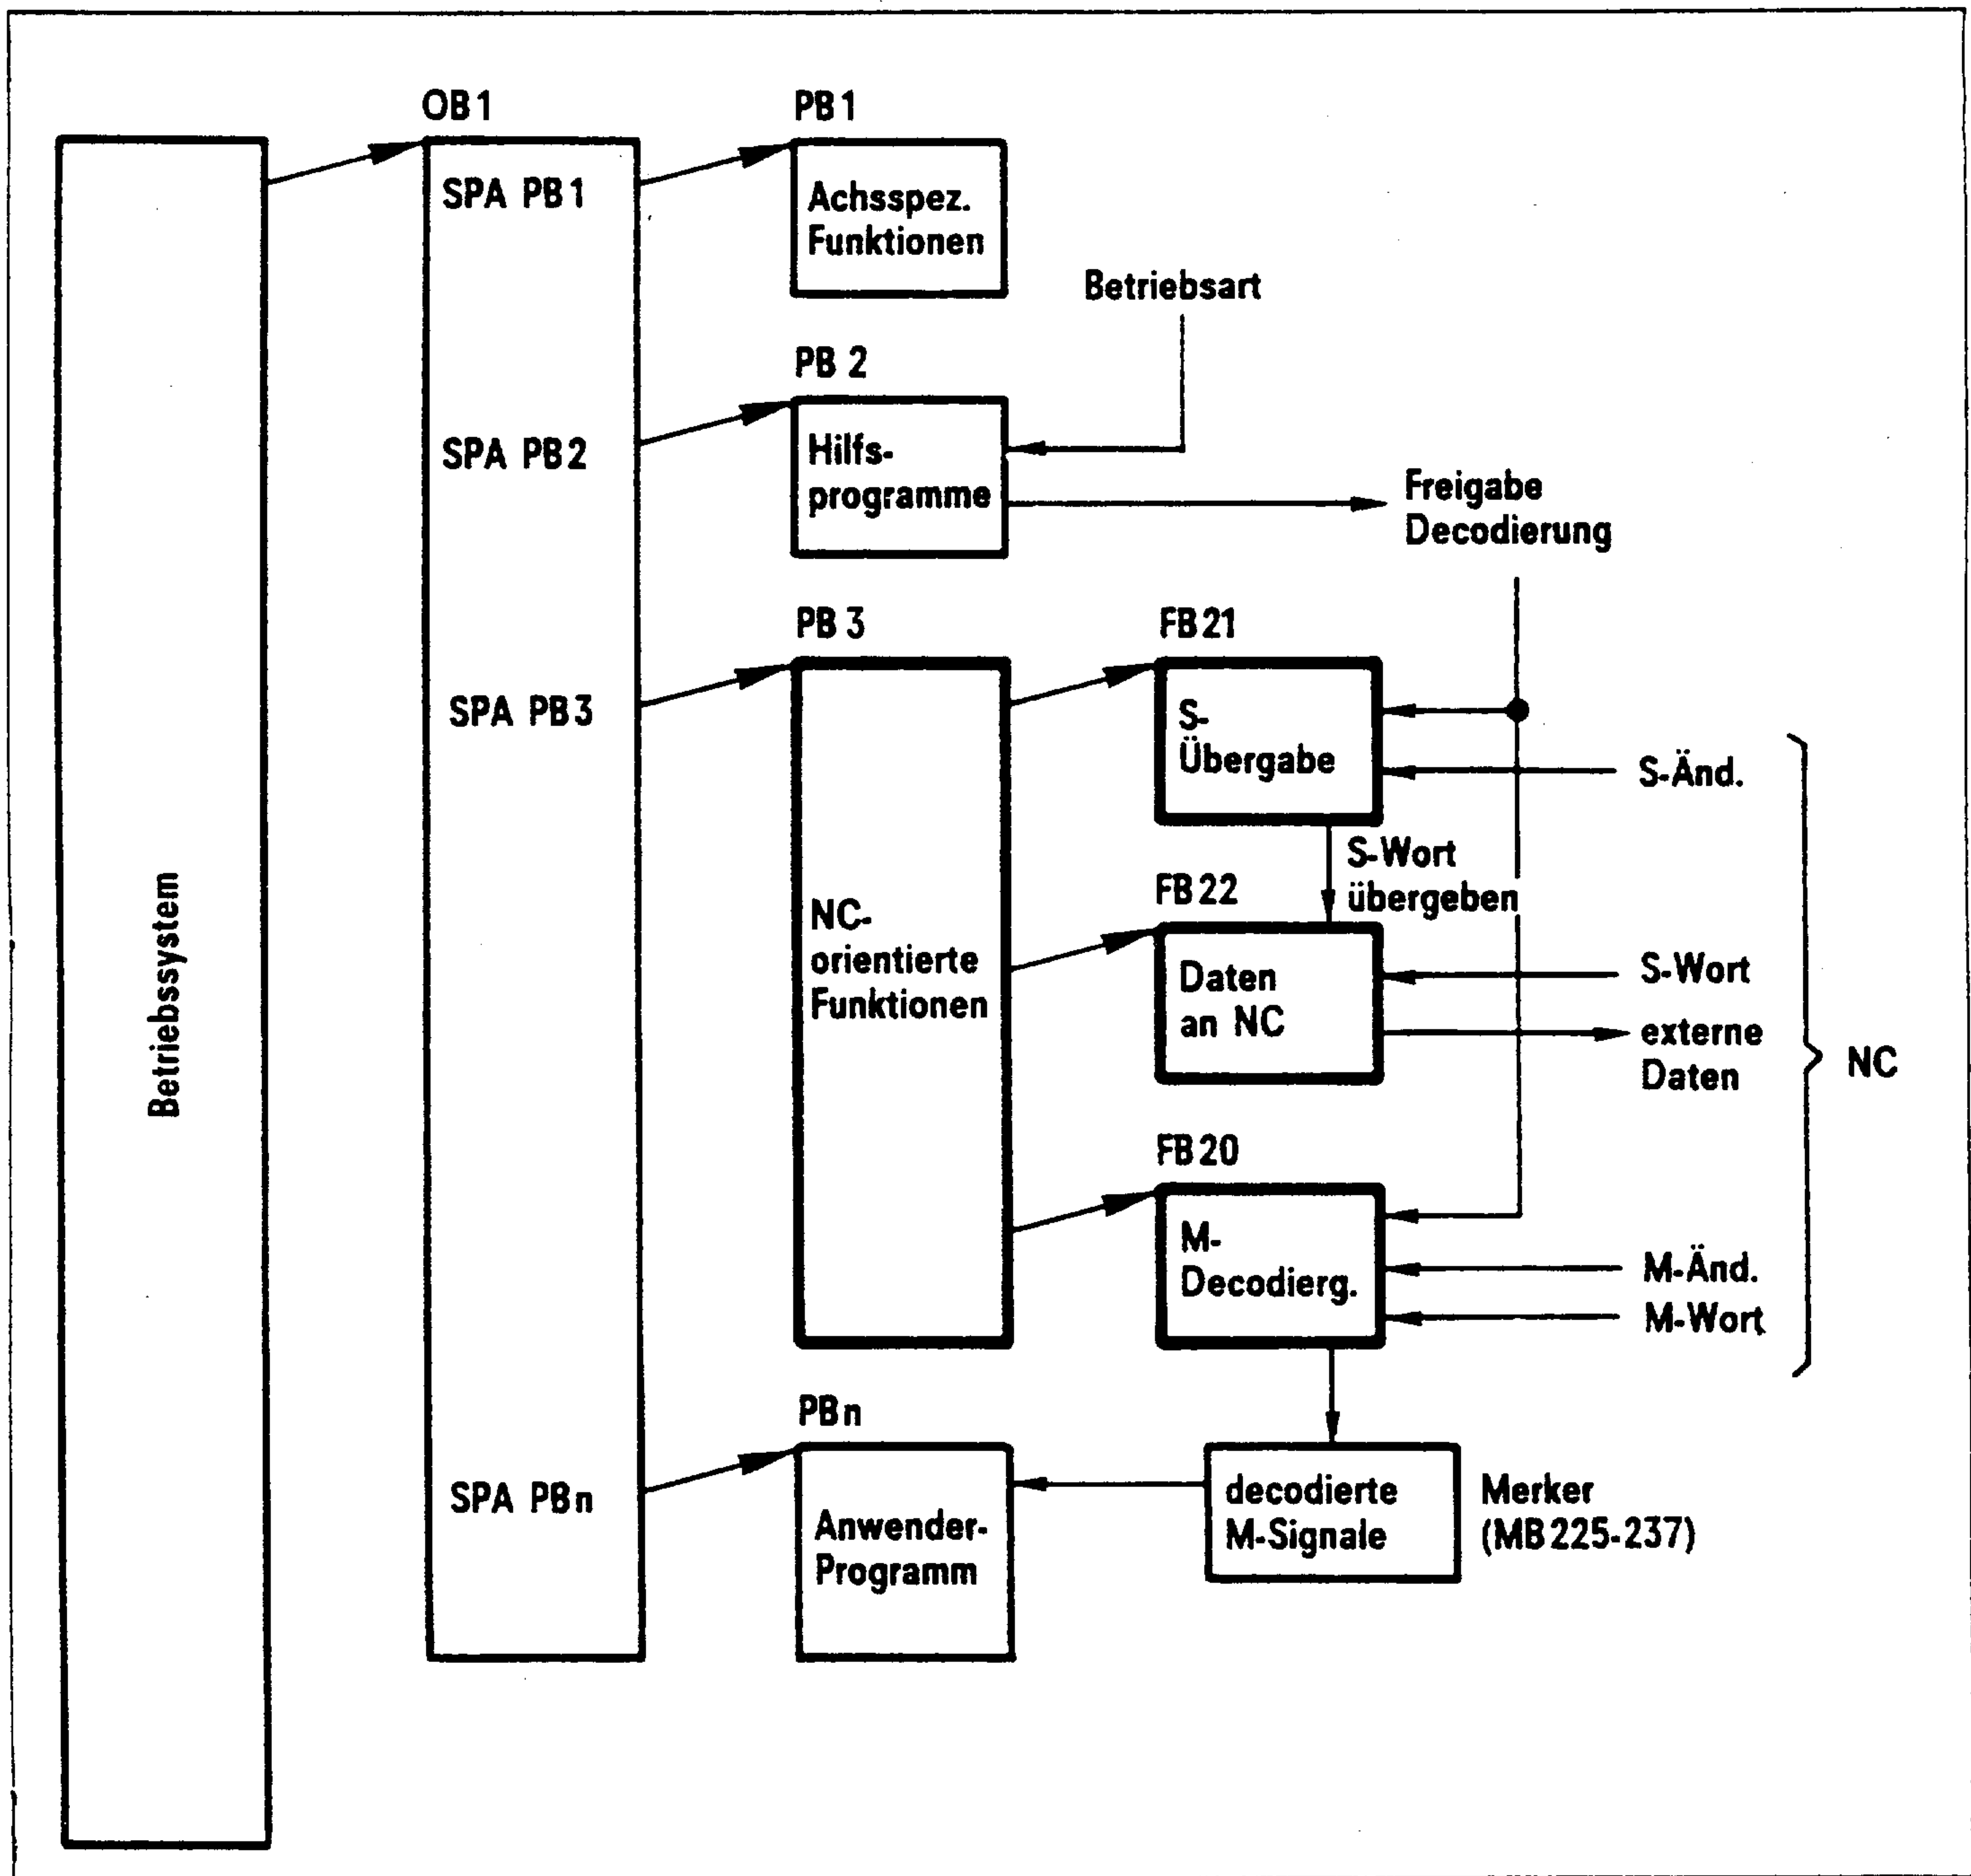 OB1
PB1
SPA PB1
Achsspez.
Funktionen
Betriebsart
PB 2
SPA PB2
Hilfs-
programme
Freigabe
Decodierung
PB 3
FB21
SPA PB3
S-
Übergabe
S-Änd.
S-Wort
übergeben
FB22
NC-
orientierte
Funktionen
Daten
an NC
S-Wort
externe
Daten
NC
Betriebssystem
FB20
M-
Decodierg.
M-Änd.
M-Wort
PBn
SPA PBn
Anwender-
Programm
decodierte
M-Signale
Merker
(MB225-237)